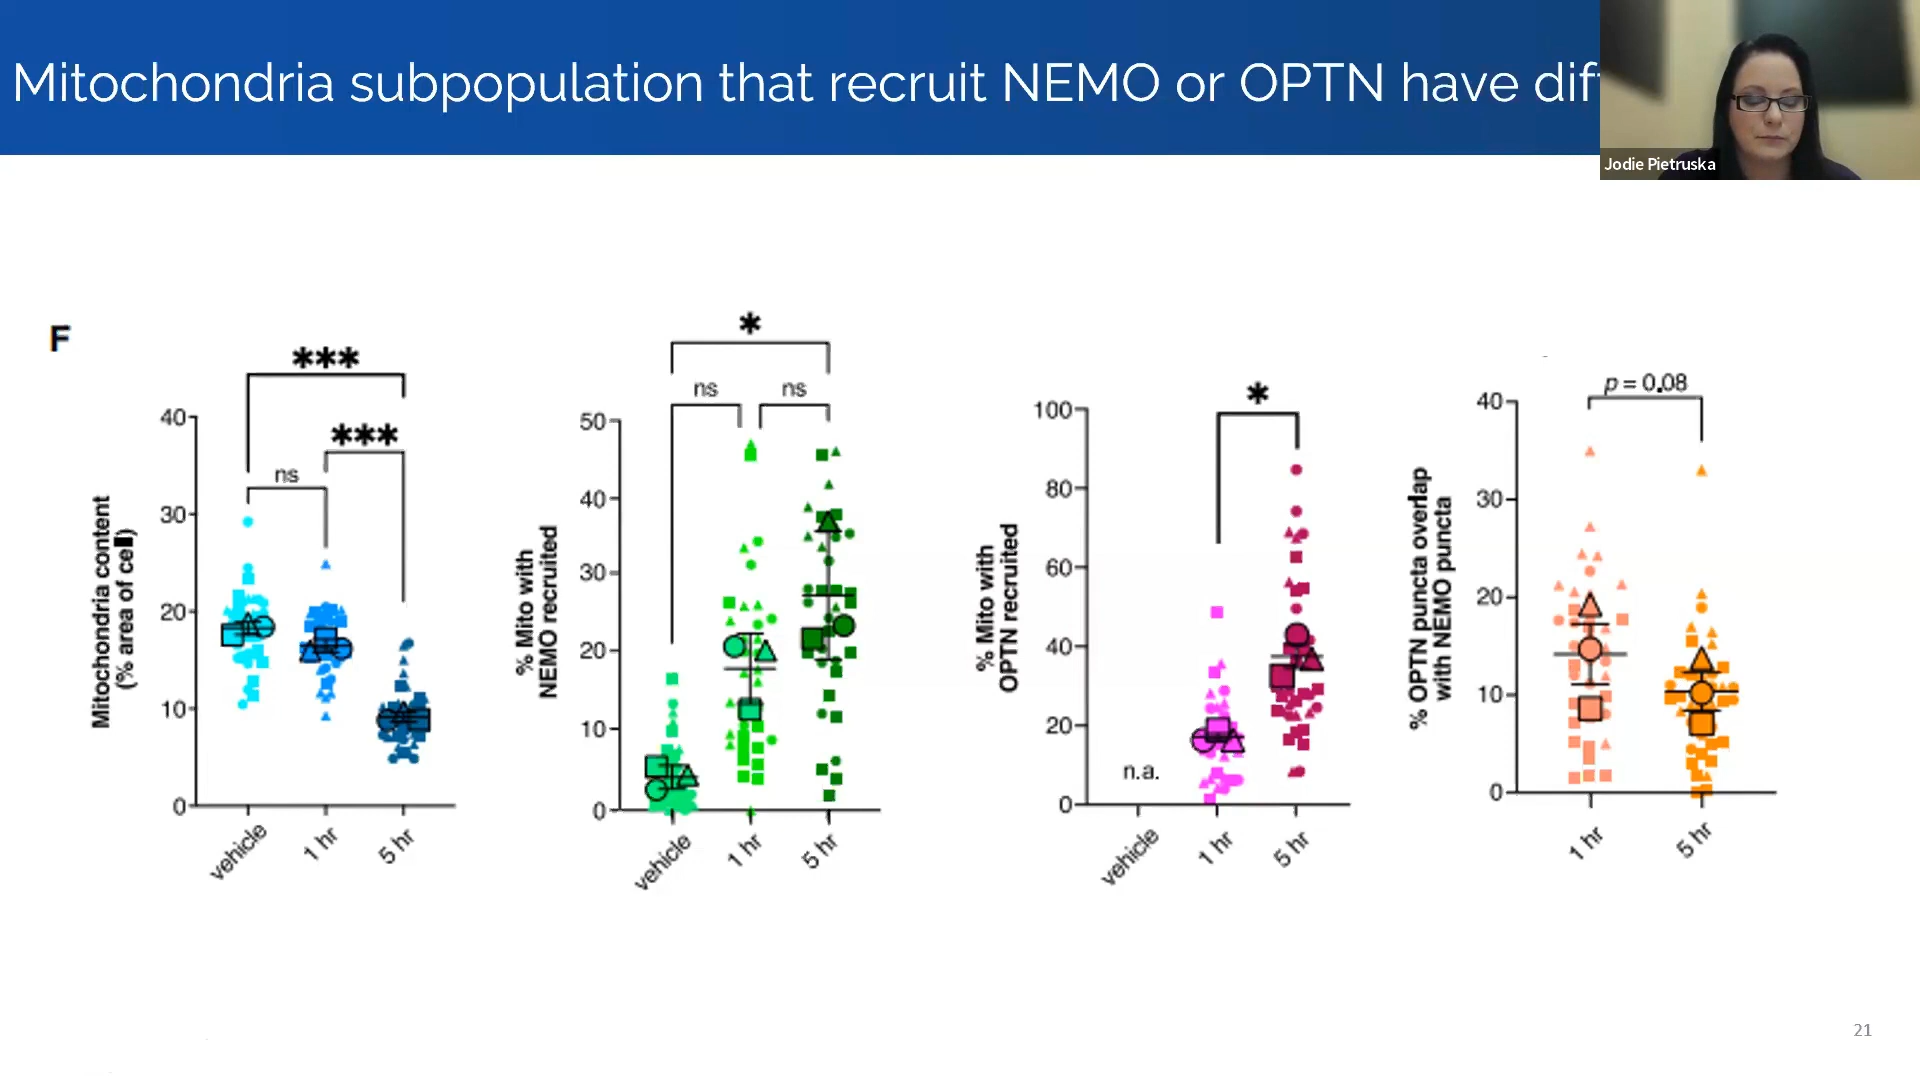 Mitochondria subpopulation that recruit NEMO or OPTN have diff
Jodie Pietruska
F
Mitochondria content
(% area of cell)
40
30
20
10
0
***
***
ns
vehicle
1 hr
5 hr
% Mito with
NEMO recruited
50
40
30
20
10
0
*
ns
ns
vehicle
1 hr
5 hr
% Mito with
OPTN recruited
100
80
60
40
20
0
*
n.a.
vehicle
1 hr
5 hr
% OPTN puncta overlap
with NEMO puncta
40
30
20
10
0
p = 0.08
1 hr
5 hr
21